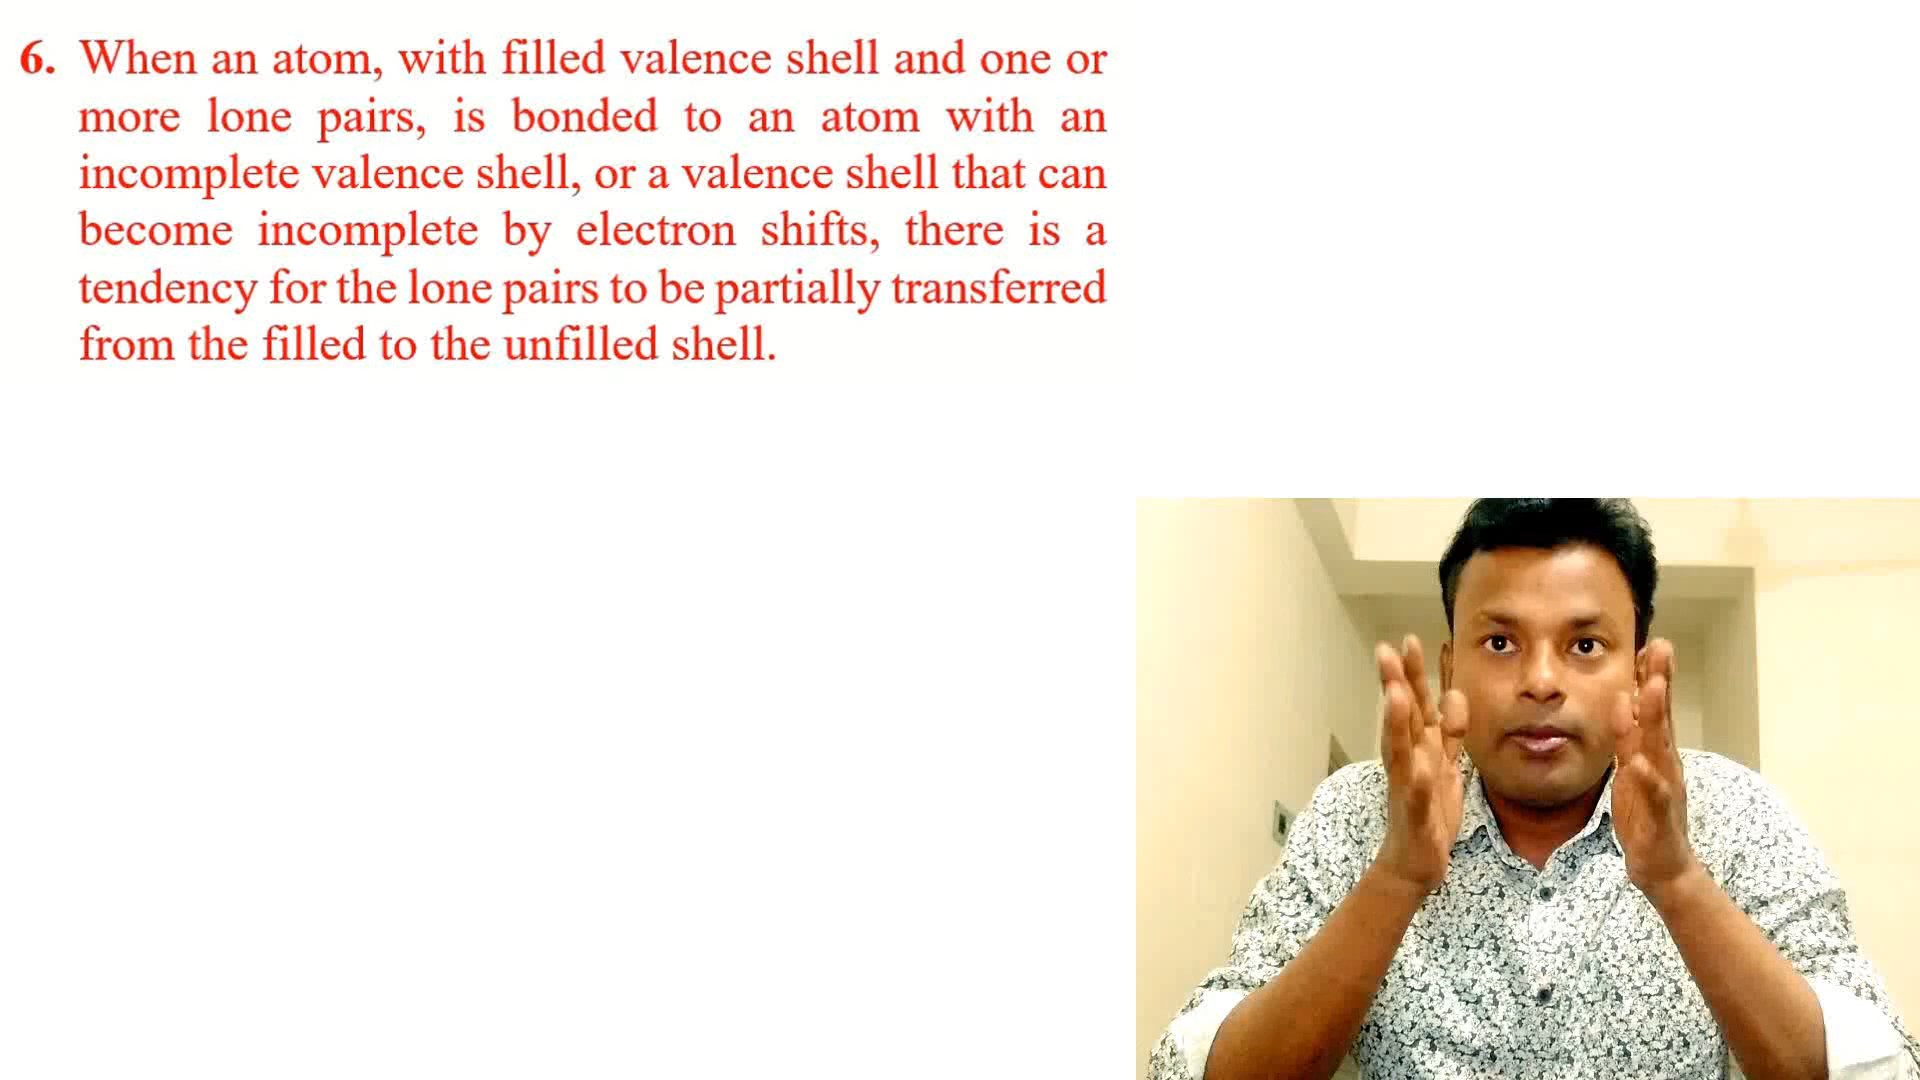 6. When an atom, with filled valence shell and one or
more lone pairs, is bonded to an atom with an
incomplete valence shell, or a valence shell that can
become incomplete by electron shifts, there is a
tendency for the lone pairs to be partially transferred
from the filled to the unfilled shell.